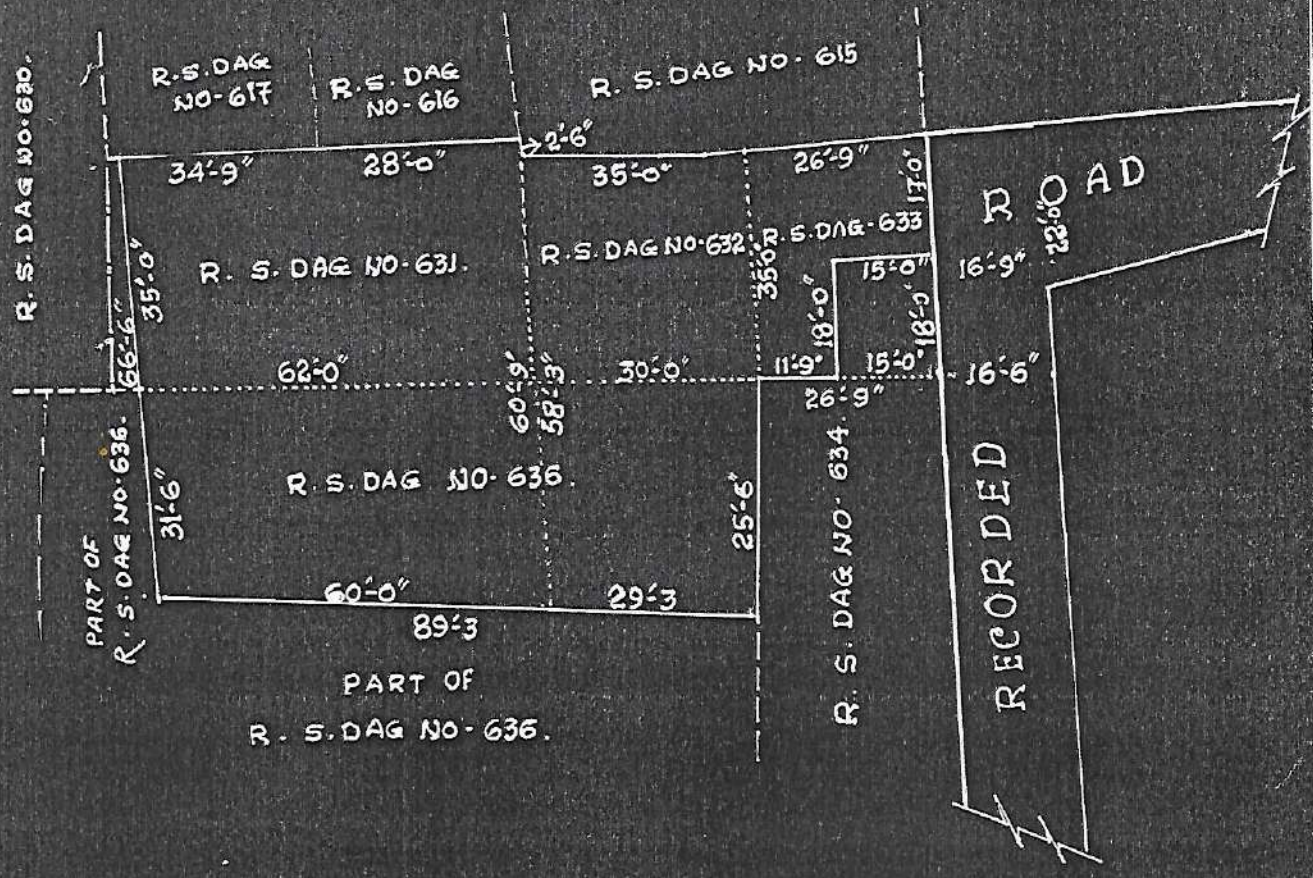 R.S. DAG NO-630.
R.S. DAG
NO-617
R.S. DAG
NO-616
R. S. DAG NO. 615
34'-9"
28'-0"
2'-6"
35'-0"
26'-9"
17'-0"
ROAD
22'-0"
R. S. DAG NO-631.
R.S. DAG NO-632
R.S. DAG-633
35'-0"
35'-0"
15'-0"
16'-9"
18'-0"
18'-0"
66'-6"
62'-0"
60'-9"
58'-3"
30'-0"
11'-9"
15'-0"
16'-6"
26'-9"
PART OF
R.S. DAG NO-636.
31'-6"
R.S. DAG NO-636.
25'-6"
R. S. DAG NO-634.
RECORDED
60'-0"
29'-3
89'-3
PART OF
R. S. DAG NO-636.